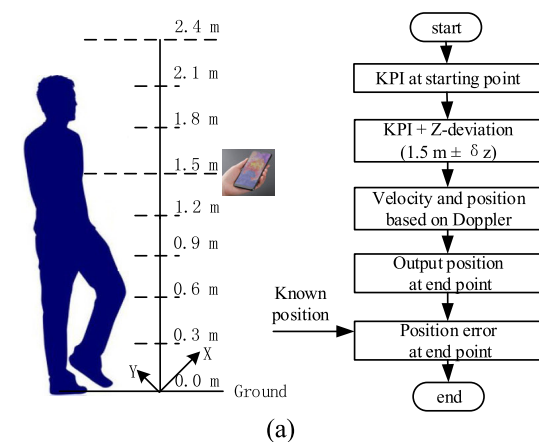 2.4 m
2.1 m
1.8 m
1.5 m
1.2 m
0.9 m
0.6 m
0.3 m
0.0 m
Ground
X
Y
start
KPI at starting point
KPI + Z-deviation
(1.5 m ± δ z)
Velocity and position
based on Doppler
Output position
at end point
Known
position
Position error
at end point
end
(a)